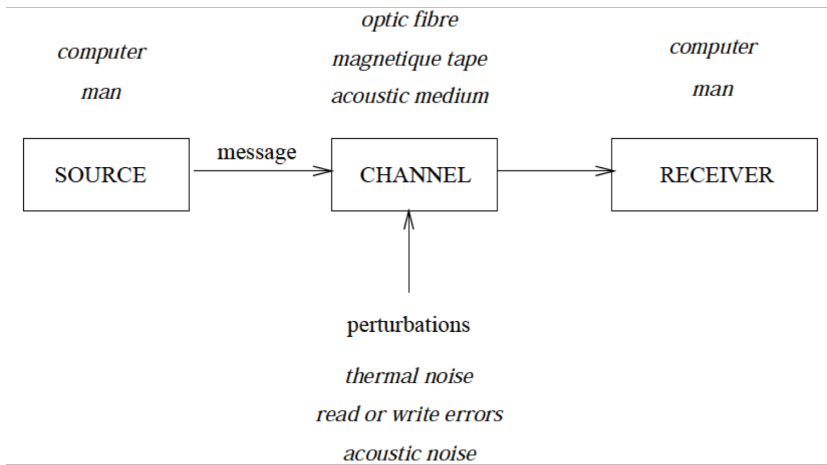 optic fibre
computer
magnetique tape
computer
man
acoustic medium
man
message
SOURCE
CHANNEL
RECEIVER
perturbations
thermal noise
read or write errors
acoustic noise